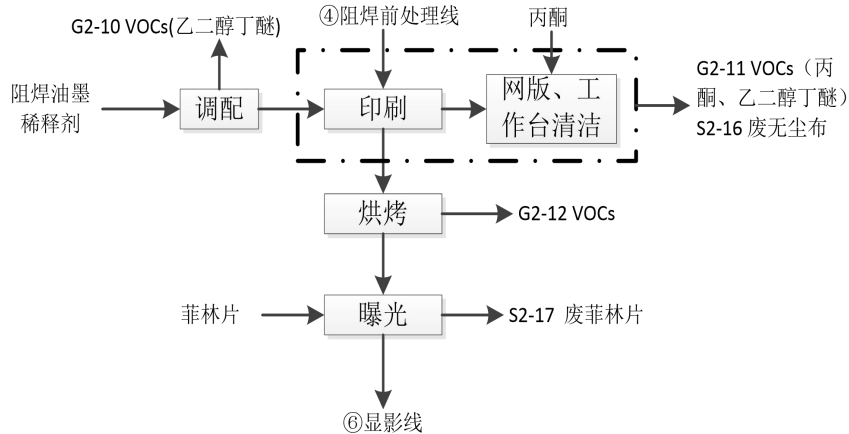 G2-10 VOCs(乙二醇丁醚)
④阻焊前处理线
丙酮
阻焊油墨
稀释剂
调配
印刷
网版、工
作台清洁
G2-11 VOCs（丙
酮、乙二醇丁醚）
S2-16 废无尘布
烘烤
G2-12 VOCs
菲林片
曝光
S2-17 废菲林片
⑥显影线